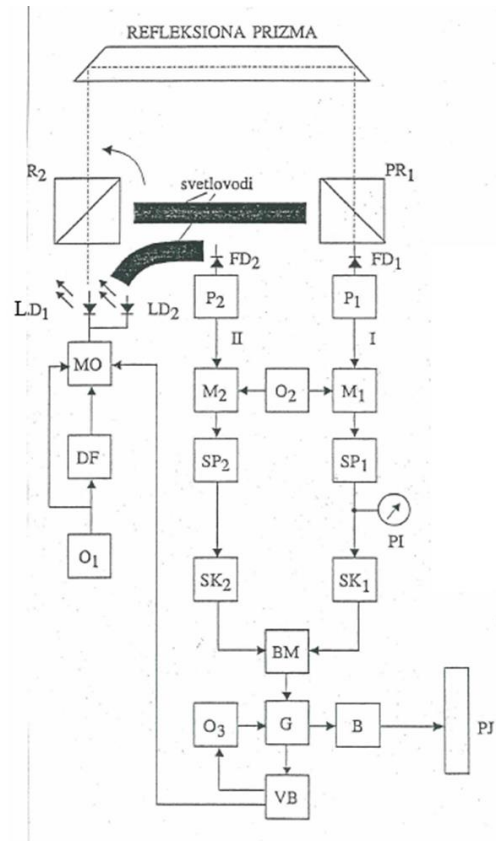 REFLEKSIONA PRIZMA
R2
svetlovodi
PR1
FD2
FD1
LD1
LD2
P2
P1
II
I
MO
M2
O2
M1
DF
SP2
SP1
PI
O1
SK2
SK1
BM
O3
G
B
PJ
VB